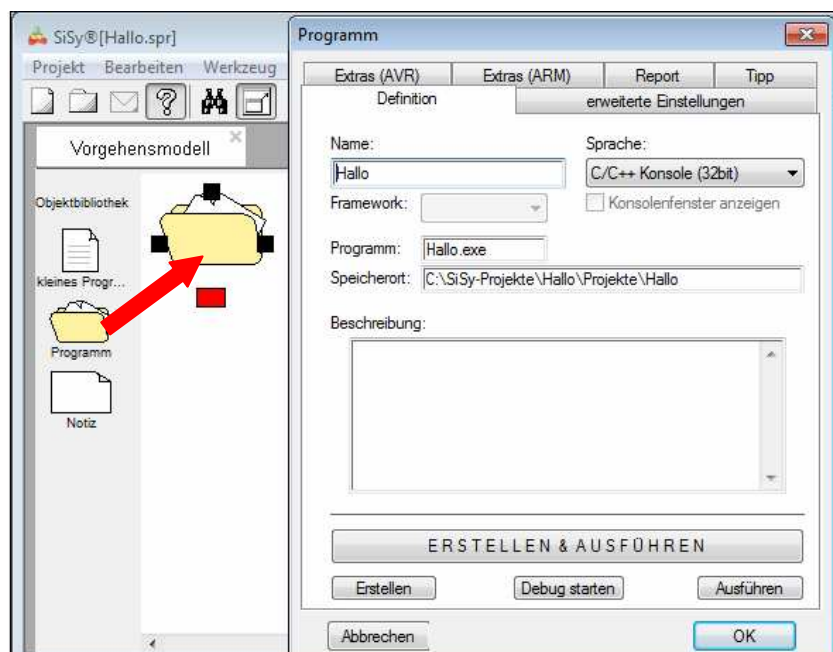 SiSy®[Hallo.spr]
Projekt Bearbeiten Werkzeug
Vorgehensmodell
Objektbibliothek
kleines Progr...
Programm
Notiz
Programm
Extras (AVR) Extras (ARM) Report Tipp
Definition erweiterte Einstellungen
Name: Sprache:
Hallo C/C++ Konsole (32bit)
Framework: Konsolenfenster anzeigen
Programm: Hallo.exe
Speicherort: C:\SiSy-Projekte\Hallo\Projekte\Hallo
Beschreibung:
ERSTELLEN & AUSFÜHREN
Erstellen Debug starten Ausführen
Abbrechen OK